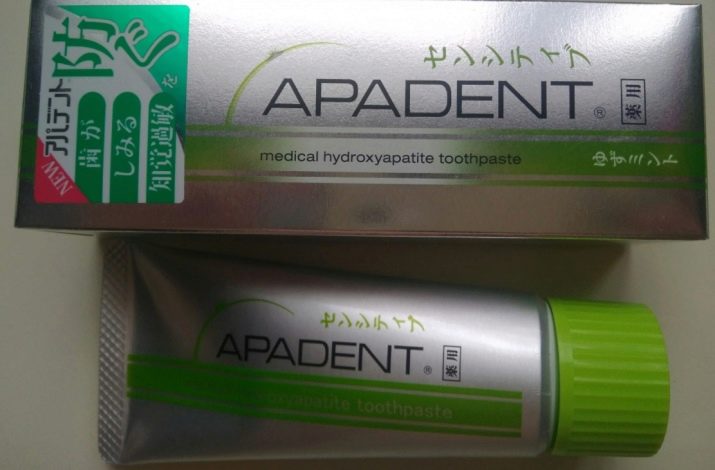 NEW アパデント
歯が
しみる
知覚過敏を
防ぐ
センシティブ
APADENT® 薬用
medical hydroxyapatite toothpaste
ゆずミント
センシティブ
APADENT® 薬用
hydroxyapatite toothpaste